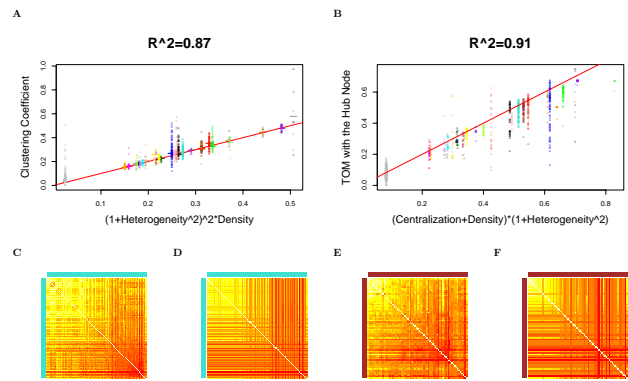 A
B
R^2=0.87
R^2=0.91
Clustering Coefficient
1.0
0.8
0.6
0.4
0.2
0.0
0.0 0.1 0.2 0.3 0.4 0.5
(1+Heterogeneity^2)^2*Density
TOM with the Hub Node
0.6
0.4
0.2
0.0
0.2 0.4 0.6 0.8
(Centralization+Density)*(1+Heterogeneity^2)
C
D
E
F